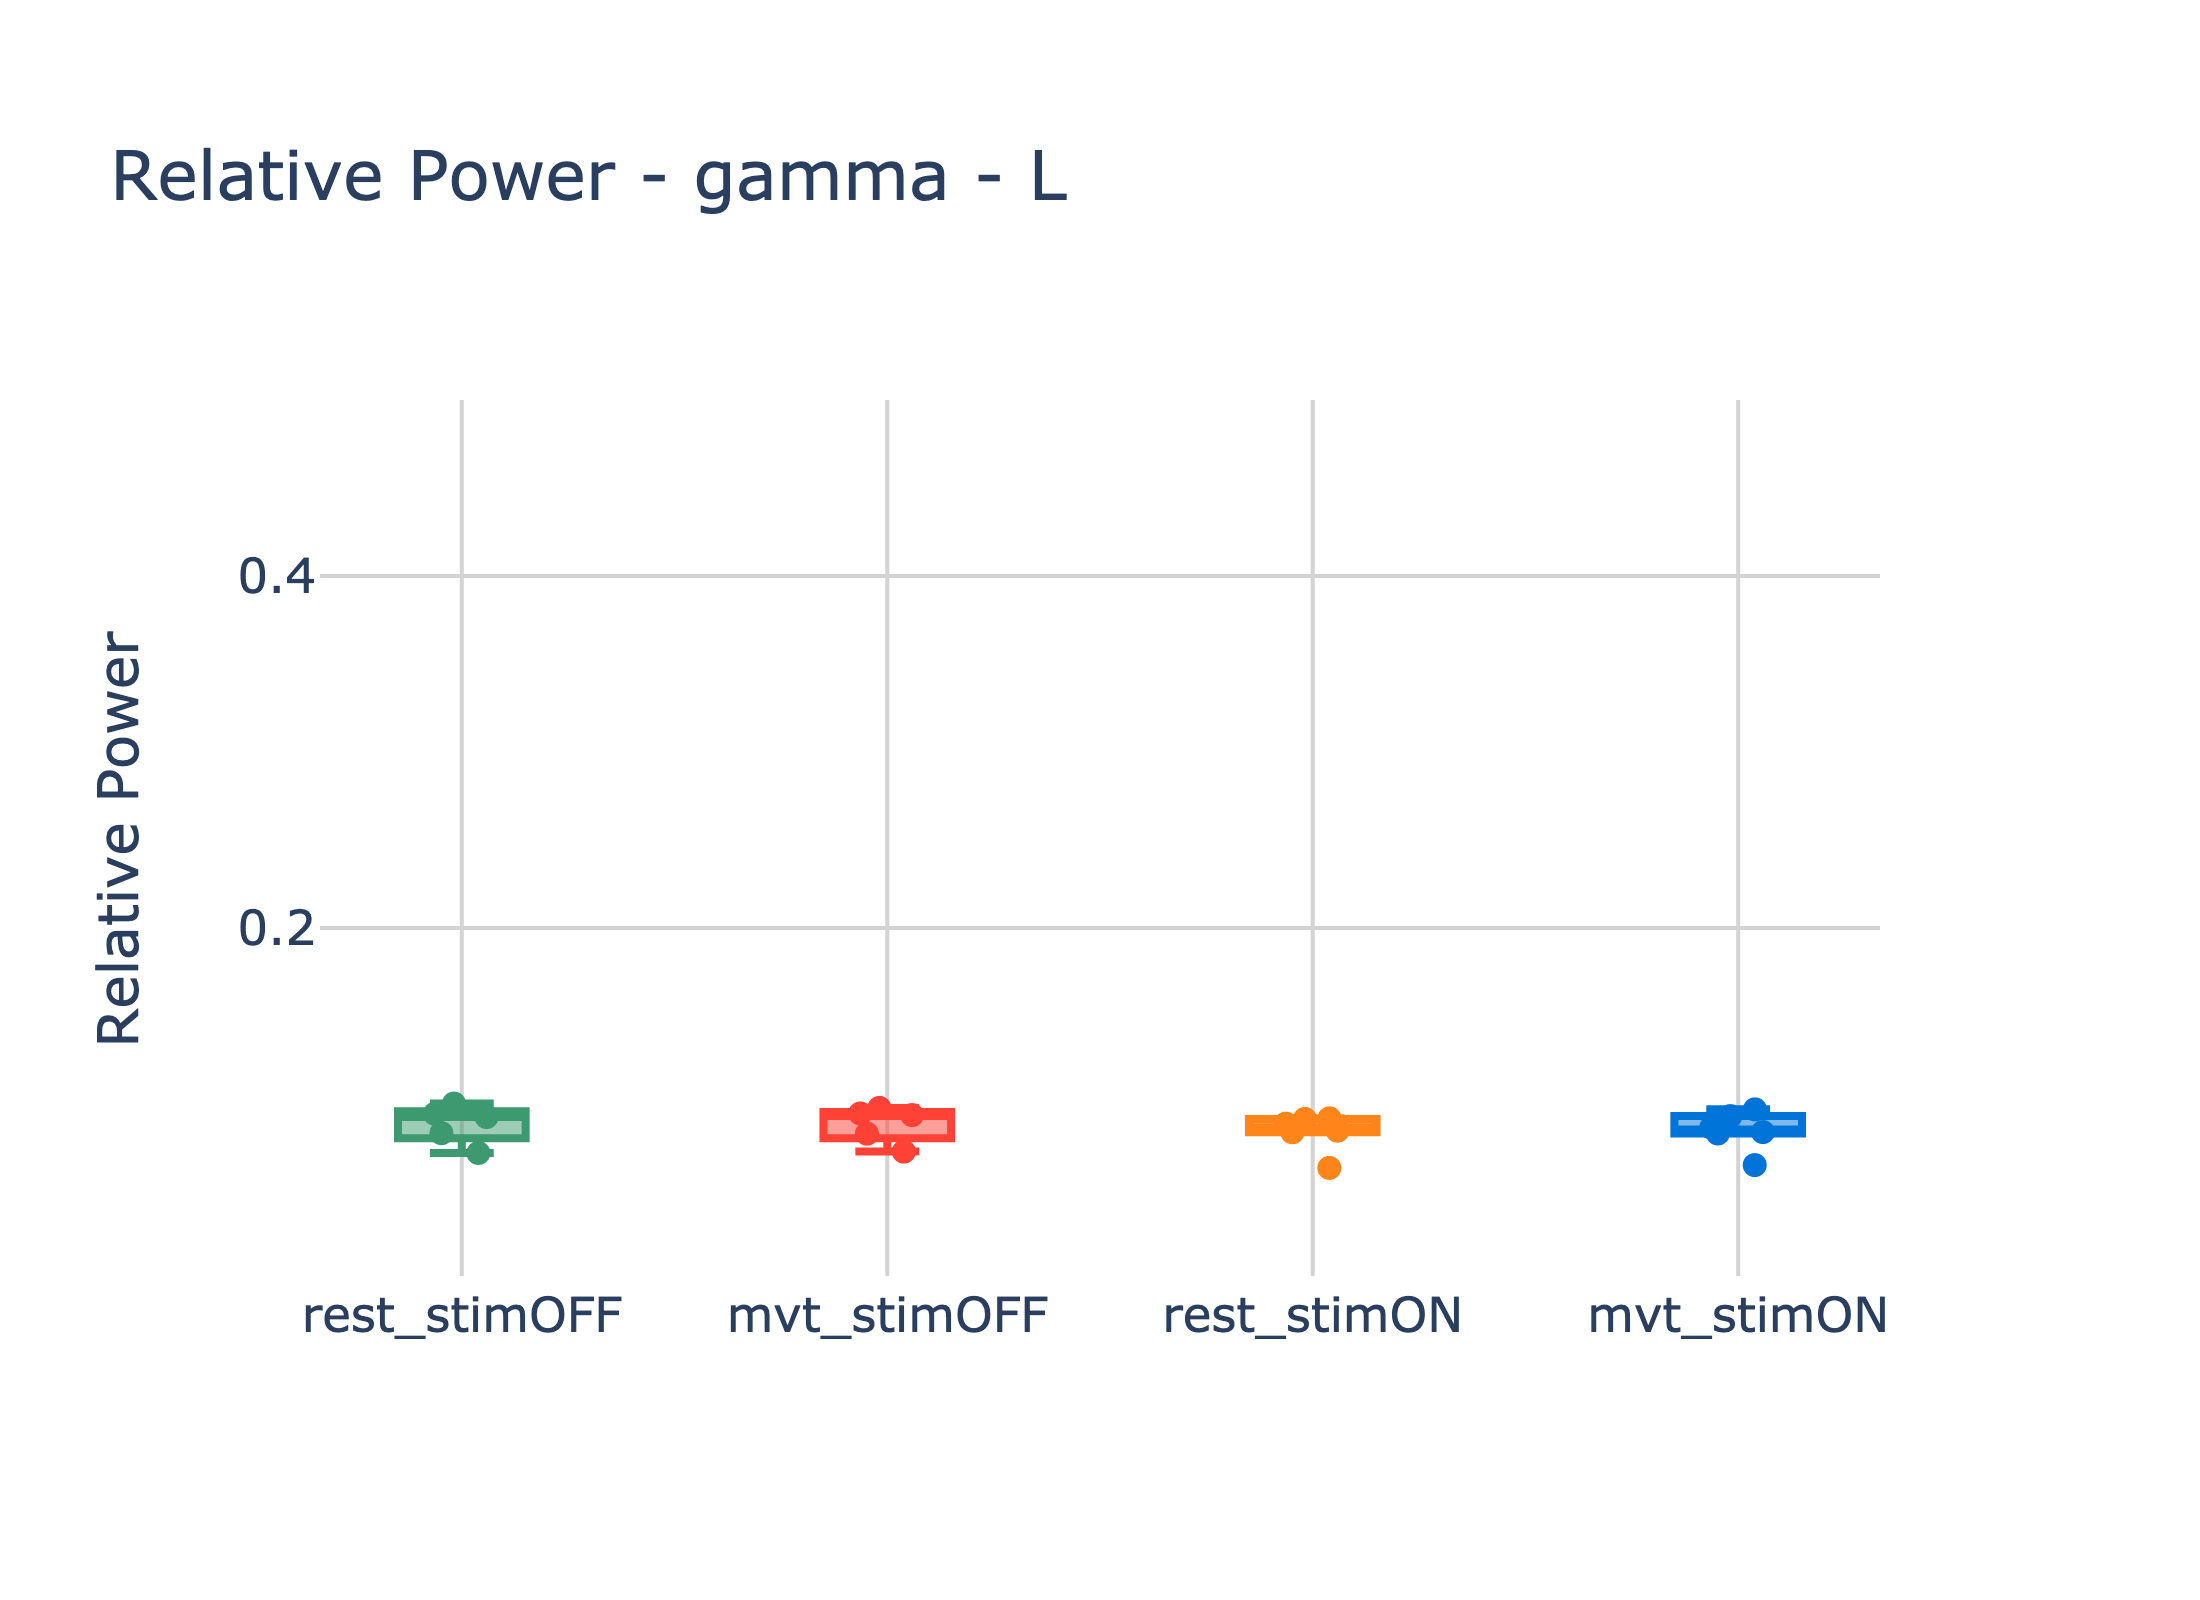 Relative Power - gamma - L
Relative Power
0.4
0.2
rest_stimOFF
mvt_stimOFF
rest_stimON
mvt_stimON